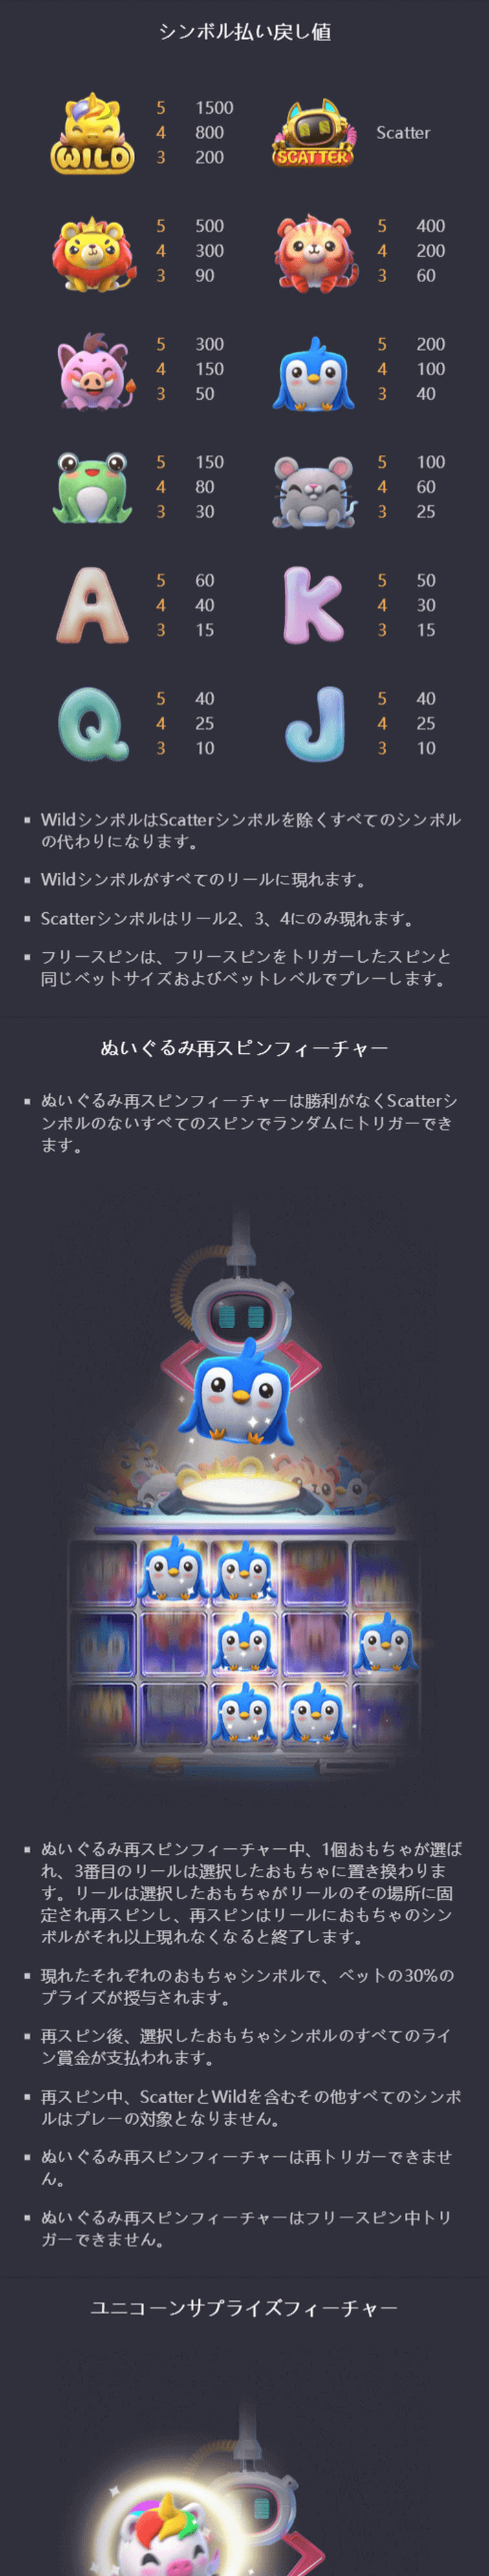 シンボル払い戻し値
5 1500
4 800
3 200
WILD
SCATTER
Scatter
5 500
4 300
3 90
5 400
4 200
3 60
5 300
4 150
3 50
5 200
4 100
3 40
5 150
4 80
3 30
5 100
4 60
3 25
A
5 60
4 40
3 15
K
5 50
4 30
3 15
Q
5 40
4 25
3 10
J
5 40
4 25
3 10
WildシンボルはScatterシンボルを除くすべてのシンボル
の代わりになります。
Wildシンボルがすべてのリールに現れます。
Scatterシンボルはリール2、3、4にのみ現れます。
フリースピンは、フリースピンをトリガーしたスピンと
同じベットサイズおよびベットレベルでプレーします。
ぬいぐるみ再スピンフィーチャー
ぬいぐるみ再スピンフィーチャーは勝利がなくScatterシ
ンボルのないすべてのスピンでランダムにトリガーでき
ます。
ぬいぐるみ再スピンフィーチャー中、1個おもちゃが選ば
れ、3番目のリールは選択したおもちゃに置き換わりま
す。リールは選択したおもちゃがリールのその場所に固
定され再スピンし、再スピンはリールにおもちゃのシン
ボルがそれ以上現れなくなると終了します。
現れたそれぞれのおもちゃシンボルで、ベットの30%の
プライズが授与されます。
再スピン後、選択したおもちゃシンボルのすべてのライ
ン賞金が支払われます。
再スピン中、ScatterとWildを含むその他すべてのシンボ
ルはプレーの対象となりません。
ぬいぐるみ再スピンフィーチャーは再トリガーできませ
ん。
ぬいぐるみ再スピンフィーチャーはフリースピン中トリ
ガーできません。
ユニコーンサプライズフィーチャー